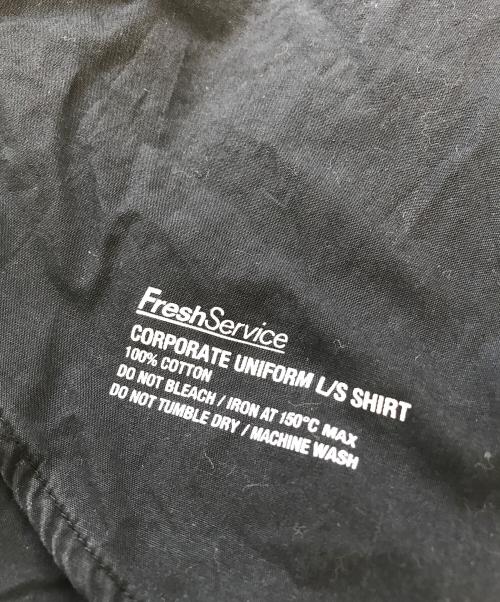 FreshService
CORPORATE UNIFORM L/S SHIRT
100% COTTON
DO NOT BLEACH / IRON AT 150°C MAX
DO NOT TUMBLE DRY / MACHINE WASH